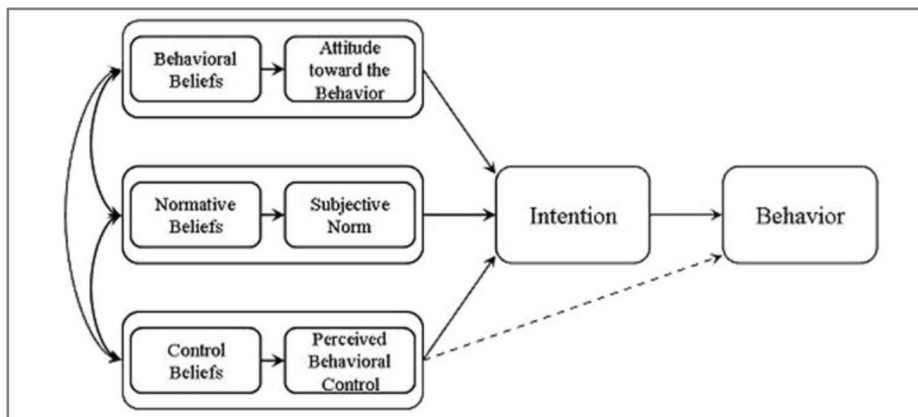 Behavioral
Beliefs
Attitude
toward the
Behavior
Normative
Beliefs
Subjective
Norm
Control
Beliefs
Perceived
Behavioral
Control
Intention
Behavior